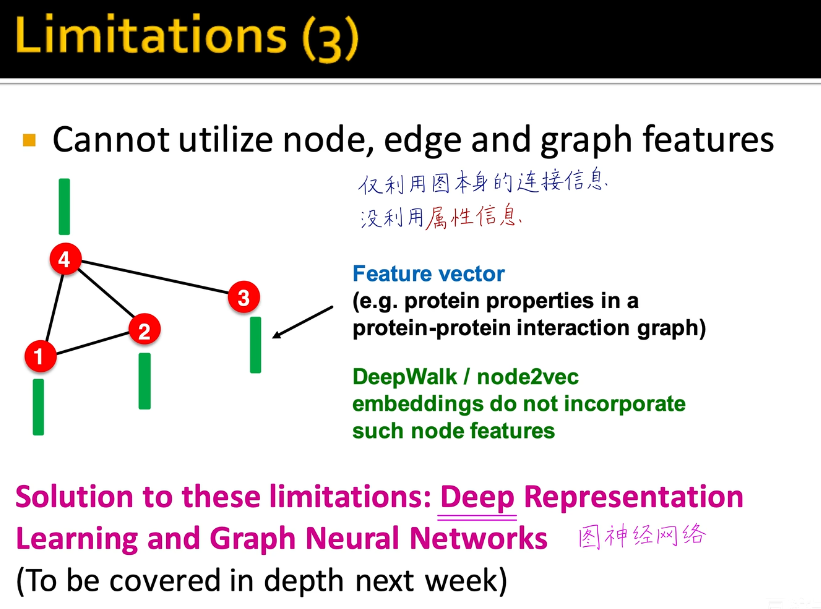 Limitations (3)
Cannot utilize node, edge and graph features
仅利用图本身的连接信息
没利用属性信息
4
3
2
1
Feature vector
(e.g. protein properties in a
protein-protein interaction graph)
DeepWalk / node2vec
embeddings do not incorporate
such node features
Solution to these limitations: Deep Representation
Learning and Graph Neural Networks 图神经网络
(To be covered in depth next week)